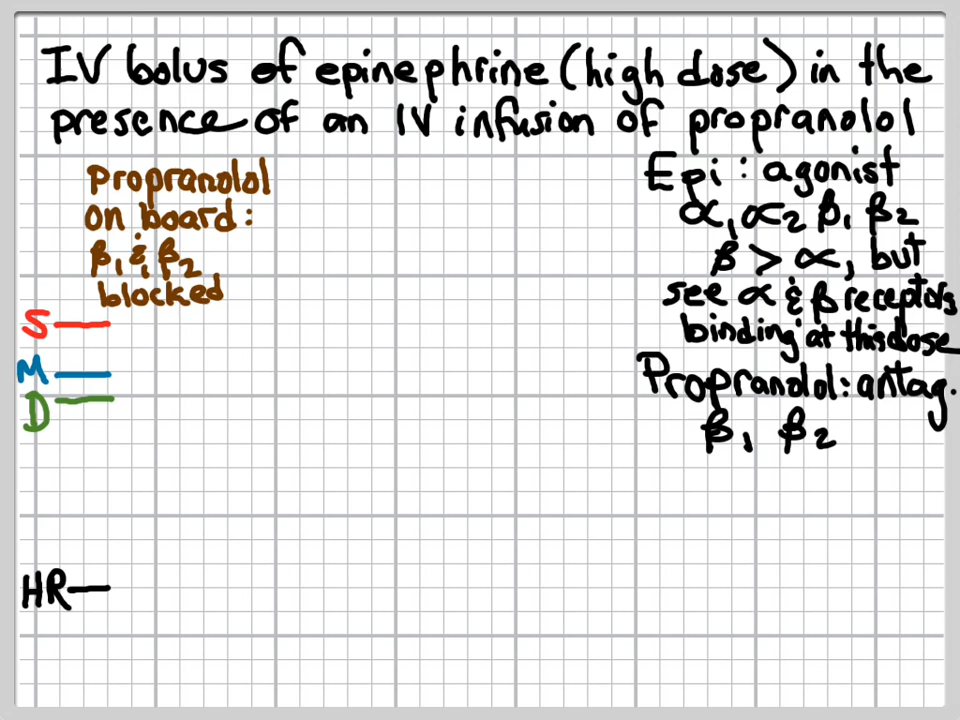 IV bolus of epinephrine (high dose) in the
presence of an IV infusion of propranolol
Propranolol
on board:
β₁ & β₂
blocked
Epi : agonist
α₁ α₂ β₁ β₂
β > α, but
see α & β receptors
binding at this dose
Propranolol: antag.
β₁ β₂
S
M
D
HR